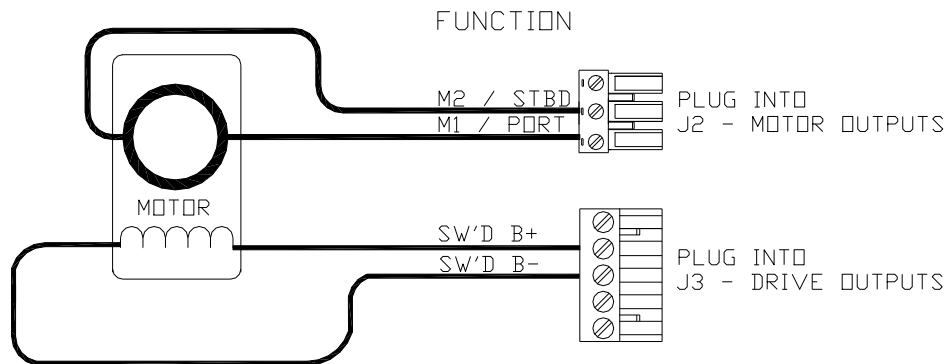 FUNCTION
M2 / STBD
M1 / PORT
PLUG INTO
J2 - MOTOR OUTPUTS
MOTOR
SW'D B+
SW'D B-
PLUG INTO
J3 - DRIVE OUTPUTS